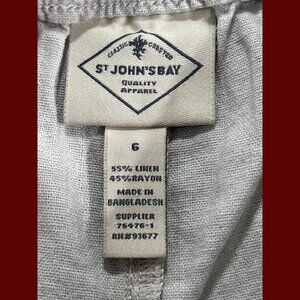 CLASSIC CRAFTED
ST JOHN'S BAY
QUALITY
APPAREL
6
55% LINEN
45% RAYON
MADE IN
BANGLADESH
SUPPLIER
76476-1
RN#93677